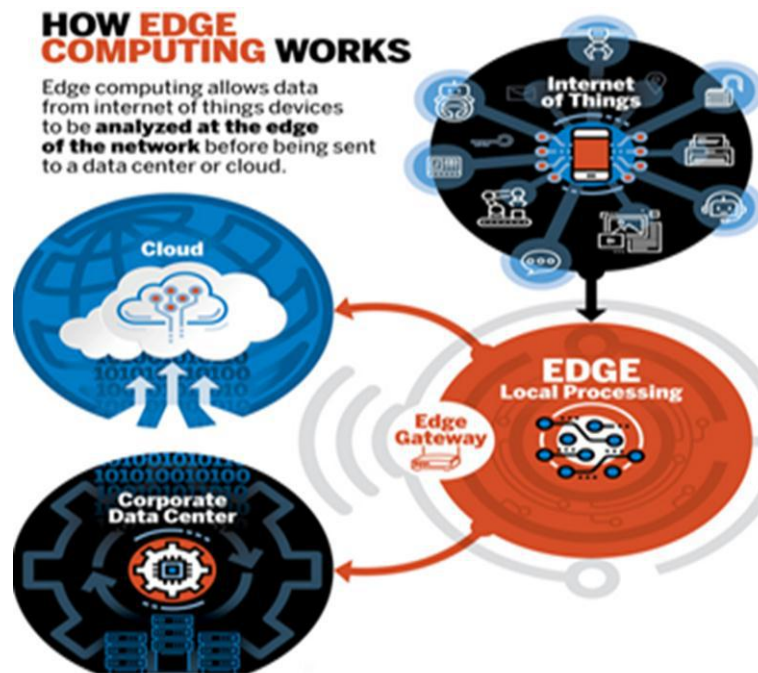 HOW EDGE
COMPUTING WORKS
Edge computing allows data
from internet of things devices
to be analyzed at the edge
of the network before being sent
to a data center or cloud.
Internet
of Things
Cloud
EDGE
Local Processing
Edge
Gateway
Corporate
Data Center